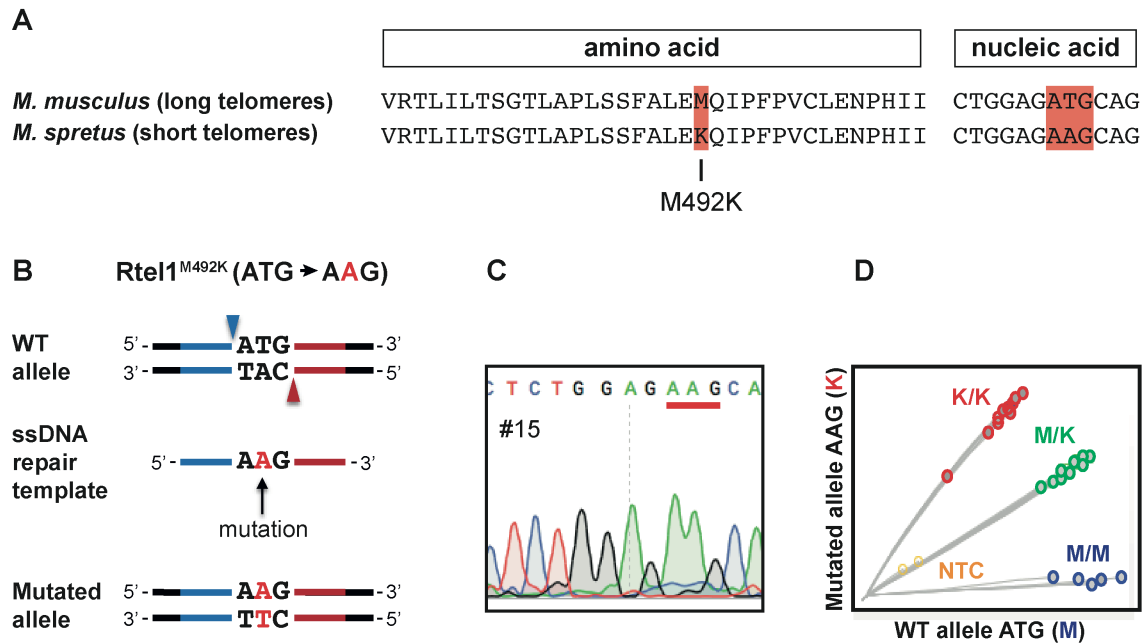 A
amino acid nucleic acid
M. musculus (long telomeres) VRTLILTSGTLAPLSSFALEMQIPFPVCLENPHII CTGGAGATGCAG
M. spretus (short telomeres) VRTLILTSGTLAPLSSFALEKQIPFPVCLENPHII CTGGAGAAGCAG
M492K
B
Rtel1M492K (ATG➔AAG)
WT
allele
5’ - ATG -3’
3’ - TAC -5’
ssDNA
repair
template
5’ - AAG -3’
mutation
Mutated
allele
5’ - AAG -3’
3’ - TTC -5’
C
C T C T G G A G A A G C A
#15
D
Mutated allele AAG (K)
K/K
M/K
NTC
M/M
WT allele ATG (M)